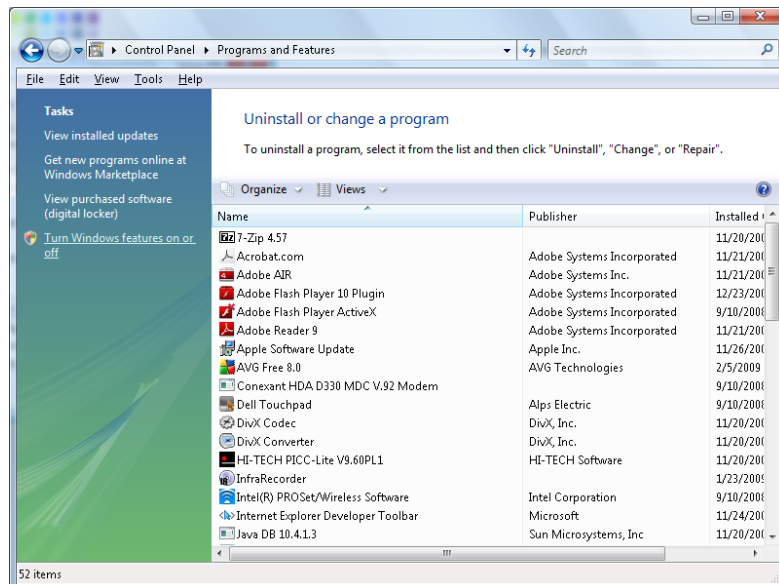 Control Panel Programs and Features Search
File Edit View Tools Help
Tasks
View installed updates
Get new programs online at
Windows Marketplace
View purchased software
(digital locker)
Turn Windows features on or
off
Uninstall or change a program
To uninstall a program, select it from the list and then click "Uninstall", "Change", or "Repair".
Organize Views
Name Publisher Installed
7-Zip 4.57 11/20/200
Acrobat.com Adobe Systems Incorporated 11/21/200
Adobe AIR Adobe Systems Inc. 11/21/200
Adobe Flash Player 10 Plugin Adobe Systems Incorporated 12/23/200
Adobe Flash Player ActiveX Adobe Systems Incorporated 9/10/2008
Adobe Reader 9 Adobe Systems Incorporated 11/21/200
Apple Software Update Apple Inc. 11/26/200
AVG Free 8.0 AVG Technologies 2/5/2009
Conexant HDA D330 MDC V.92 Modem 9/10/2008
Dell Touchpad Alps Electric 9/10/2008
DivX Codec DivX, Inc. 11/20/200
DivX Converter DivX, Inc. 11/20/200
HI-TECH PICC-Lite V9.60PL1 HI-TECH Software 11/20/200
InfraRecorder 1/23/2009
Intel(R) PROSet/Wireless Software Intel Corporation 9/10/2008
Internet Explorer Developer Toolbar Microsoft 11/24/200
Java DB 10.4.1.3 Sun Microsystems, Inc 11/20/200
52 items